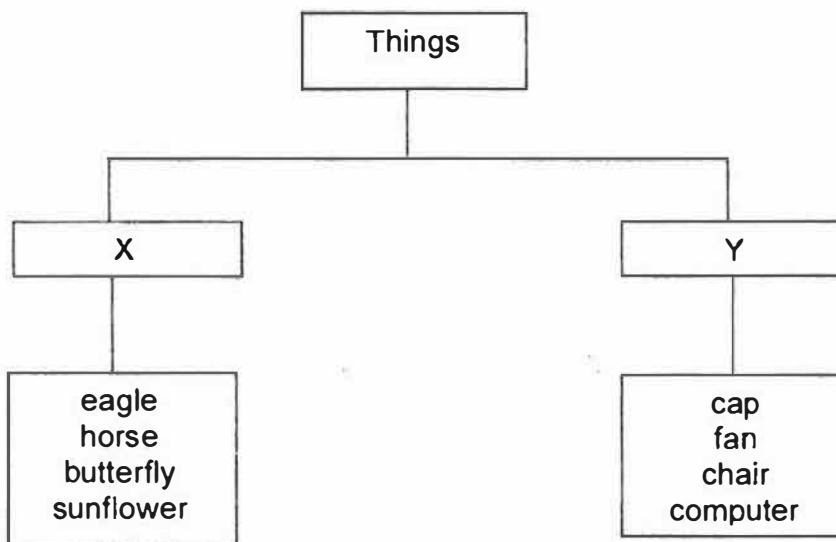 Things
X
Y
eagle
horse
butterfly
sunflower
cap
fan
chair
computer